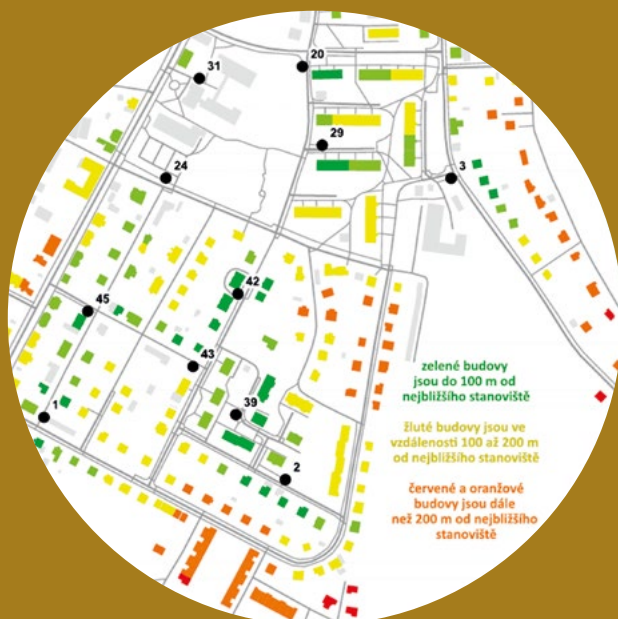 20
31
29
24
3
42
45
43
39
1
2
zelené budovy
jsou do 100 m od
nejbližšího stanoviště
žluté budovy jsou ve
vzdálenosti 100 až 200 m
od nejbližšího stanoviště
červené a oranžové
budovy jsou dále
než 200 m od nejbližšího
stanoviště